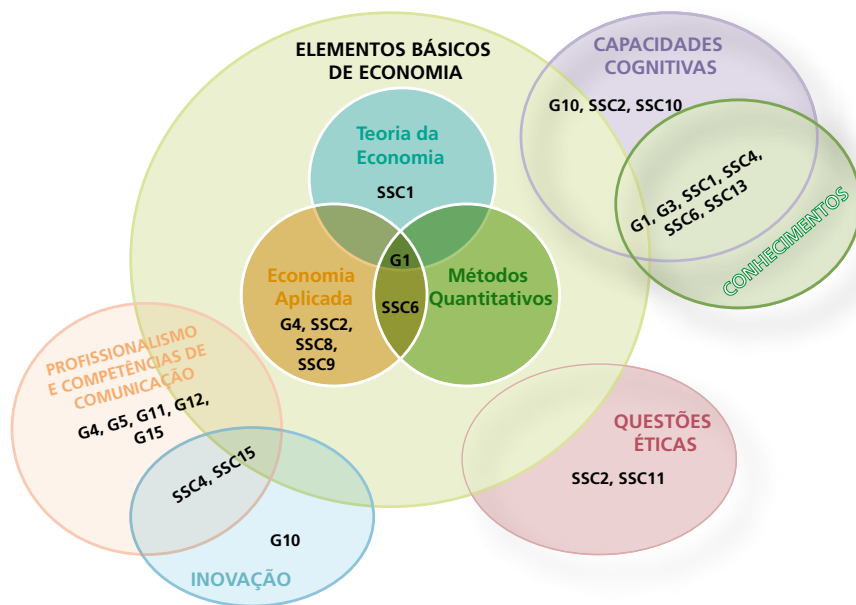 ELEMENTOS BÁSICOS
DE ECONOMIA
CAPACIDADES
COGNITIVAS
G10, SSC2, SSC10
G1, G3, SSC1, SSC4,
SSC6, SSC13
CONHECIMENTOS
Teoria da
Economia
SSC1
G1
SSC6
Economia
Aplicada
G4, SSC2,
SSC8,
SSC9
Métodos
Quantitativos
PROFISSIONALISMO
E COMPETÊNCIAS DE
COMUNICAÇÃO
G4, G5, G11, G12,
G15
SSC4, SSC15
G10
INOVAÇÃO
QUESTÕES
ÉTICAS
SSC2, SSC11